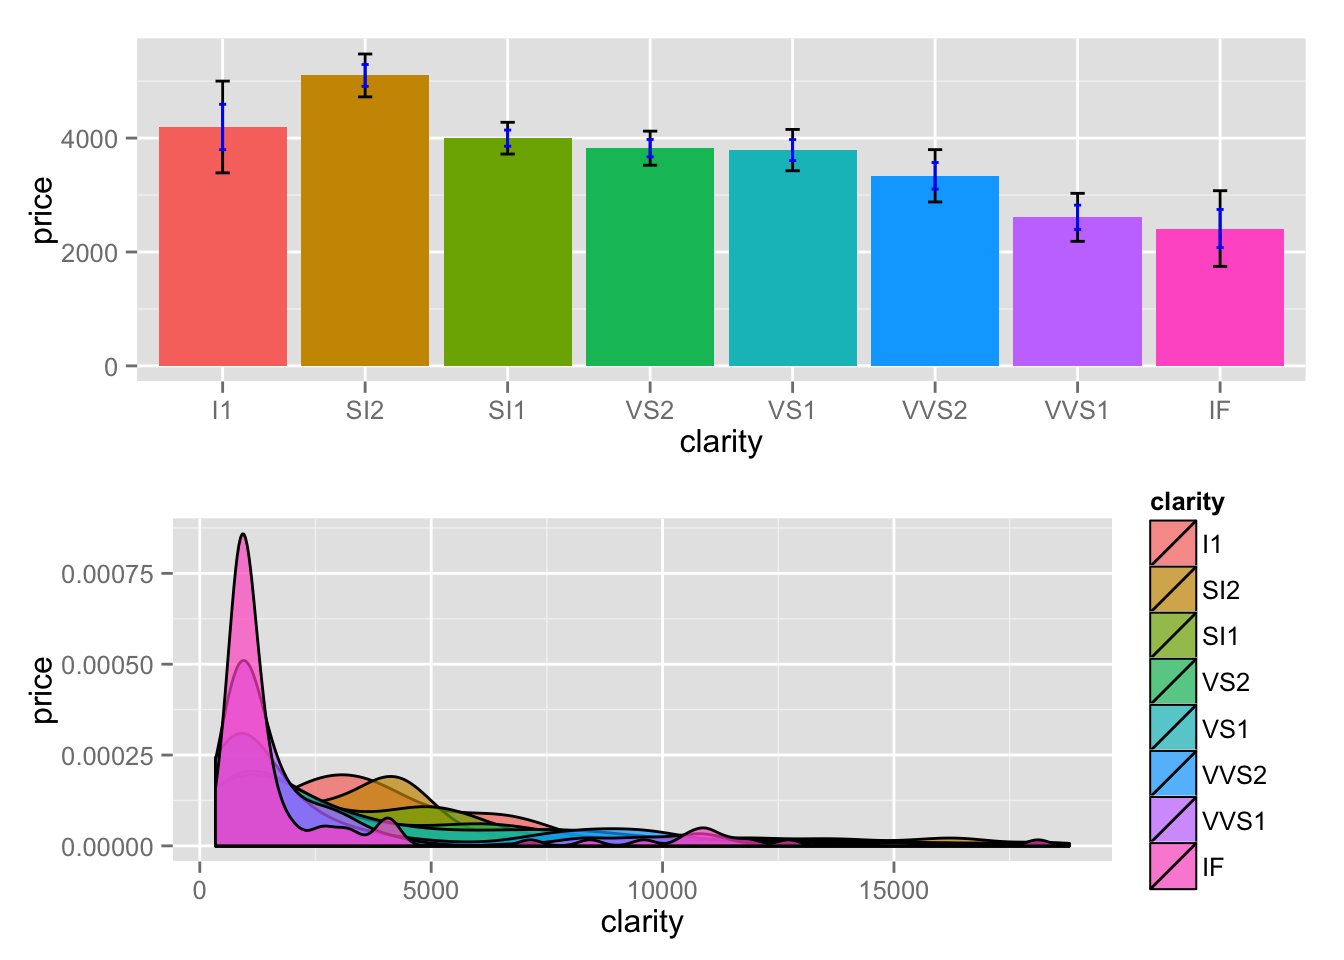 price
4000
2000
0
I1 SI2 SI1 VS2 VS1 VVS2 VVS1 IF
clarity
price
0.00075
0.00050
0.00025
0.00000
0 5000 10000 15000
clarity
clarity
I1
SI2
SI1
VS2
VS1
VVS2
VVS1
IF